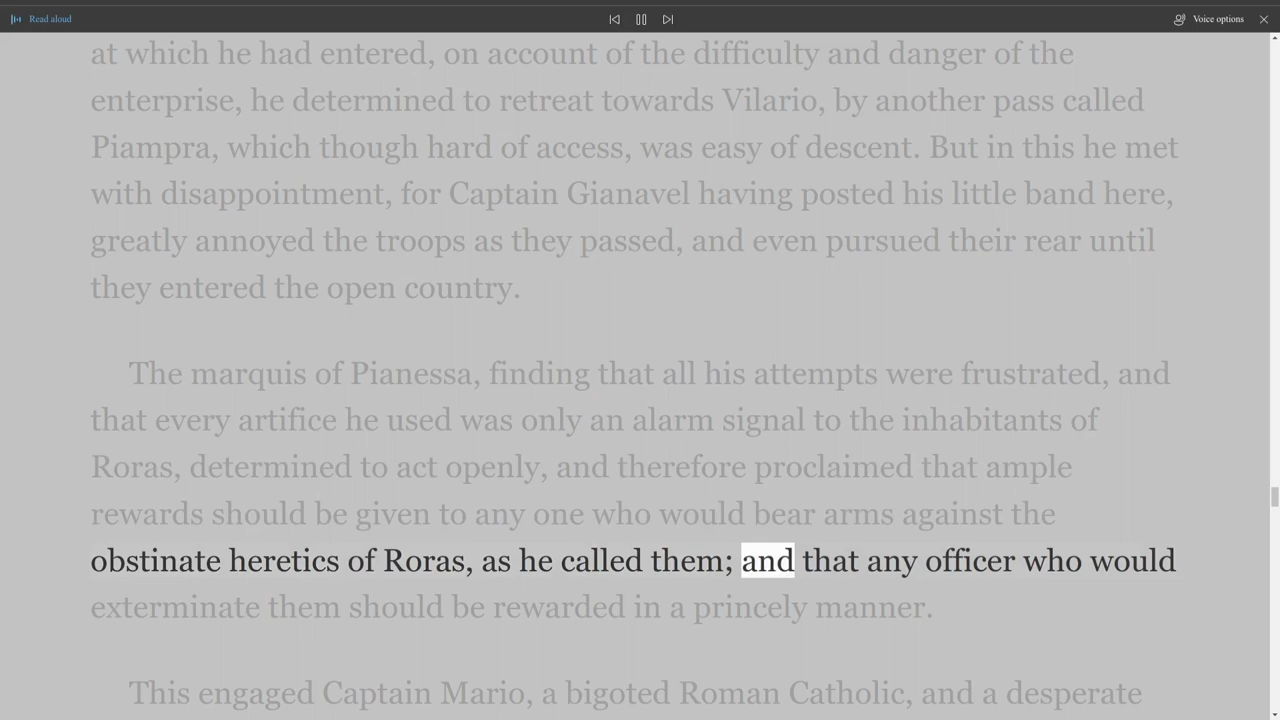 Read aloud
Voice options
at which he had entered, on account of the difficulty and danger of the
enterprise, he determined to retreat towards Vilario, by another pass called
Piampra, which though hard of access, was easy of descent. But in this he met
with disappointment, for Captain Gianavel having posted his little band here,
greatly annoyed the troops as they passed, and even pursued their rear until
they entered the open country.
The marquis of Pianessa, finding that all his attempts were frustrated, and
that every artifice he used was only an alarm signal to the inhabitants of
Roras, determined to act openly, and therefore proclaimed that ample
rewards should be given to any one who would bear arms against the
obstinate heretics of Roras, as he called them; and that any officer who would
exterminate them should be rewarded in a princely manner.
This engaged Captain Mario, a bigoted Roman Catholic, and a desperate